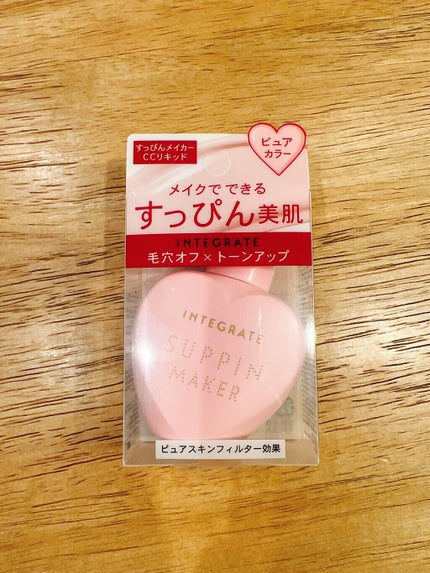 すっぴんメイカー
CCリキッド
ピュア
カラー
メイクで できる
すっぴん美肌
INTEGRATE
毛穴オフ×トーンアップ
INTEGRATE
SUPPIN
MAKER
ピュアスキンフィルター効果